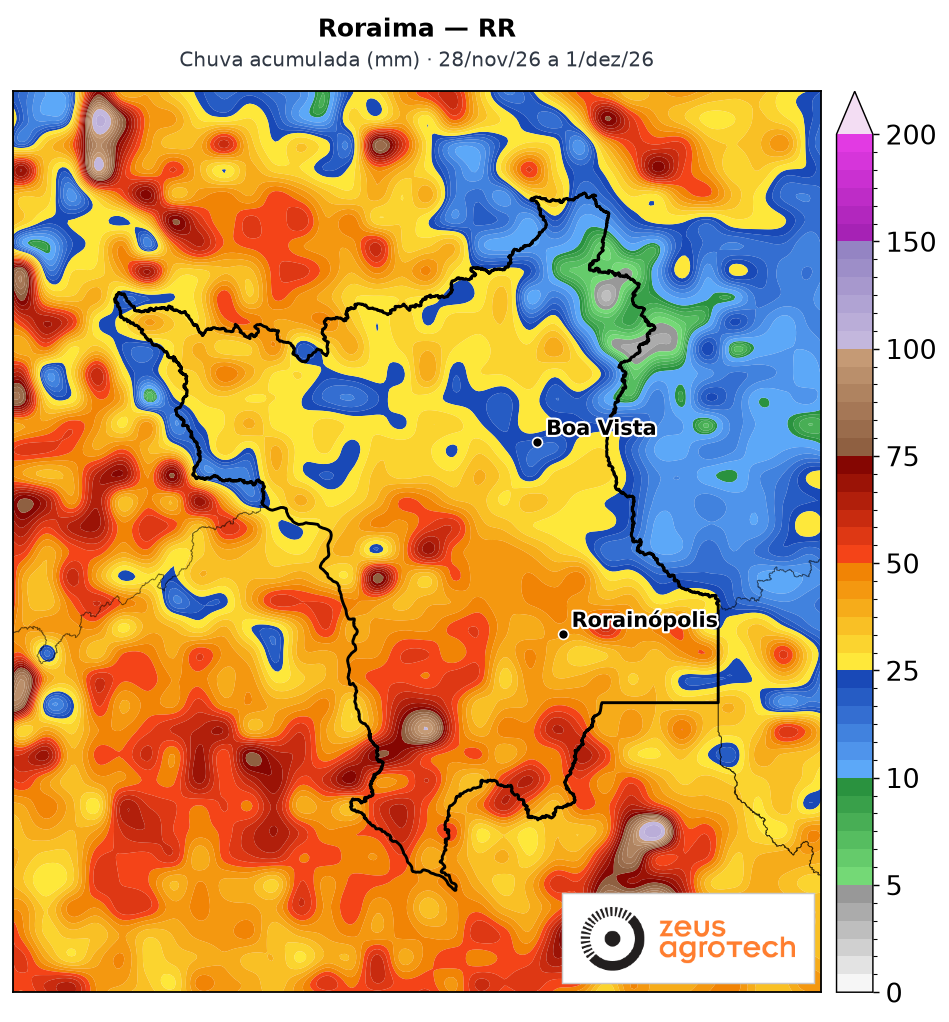 Roraima — RR
Chuva acumulada (mm) · 28/nov/26 a 1/dez/26
200
150
100
75
50
25
10
5
0
Boa Vista
Rorainópolis
zeus
agrotech